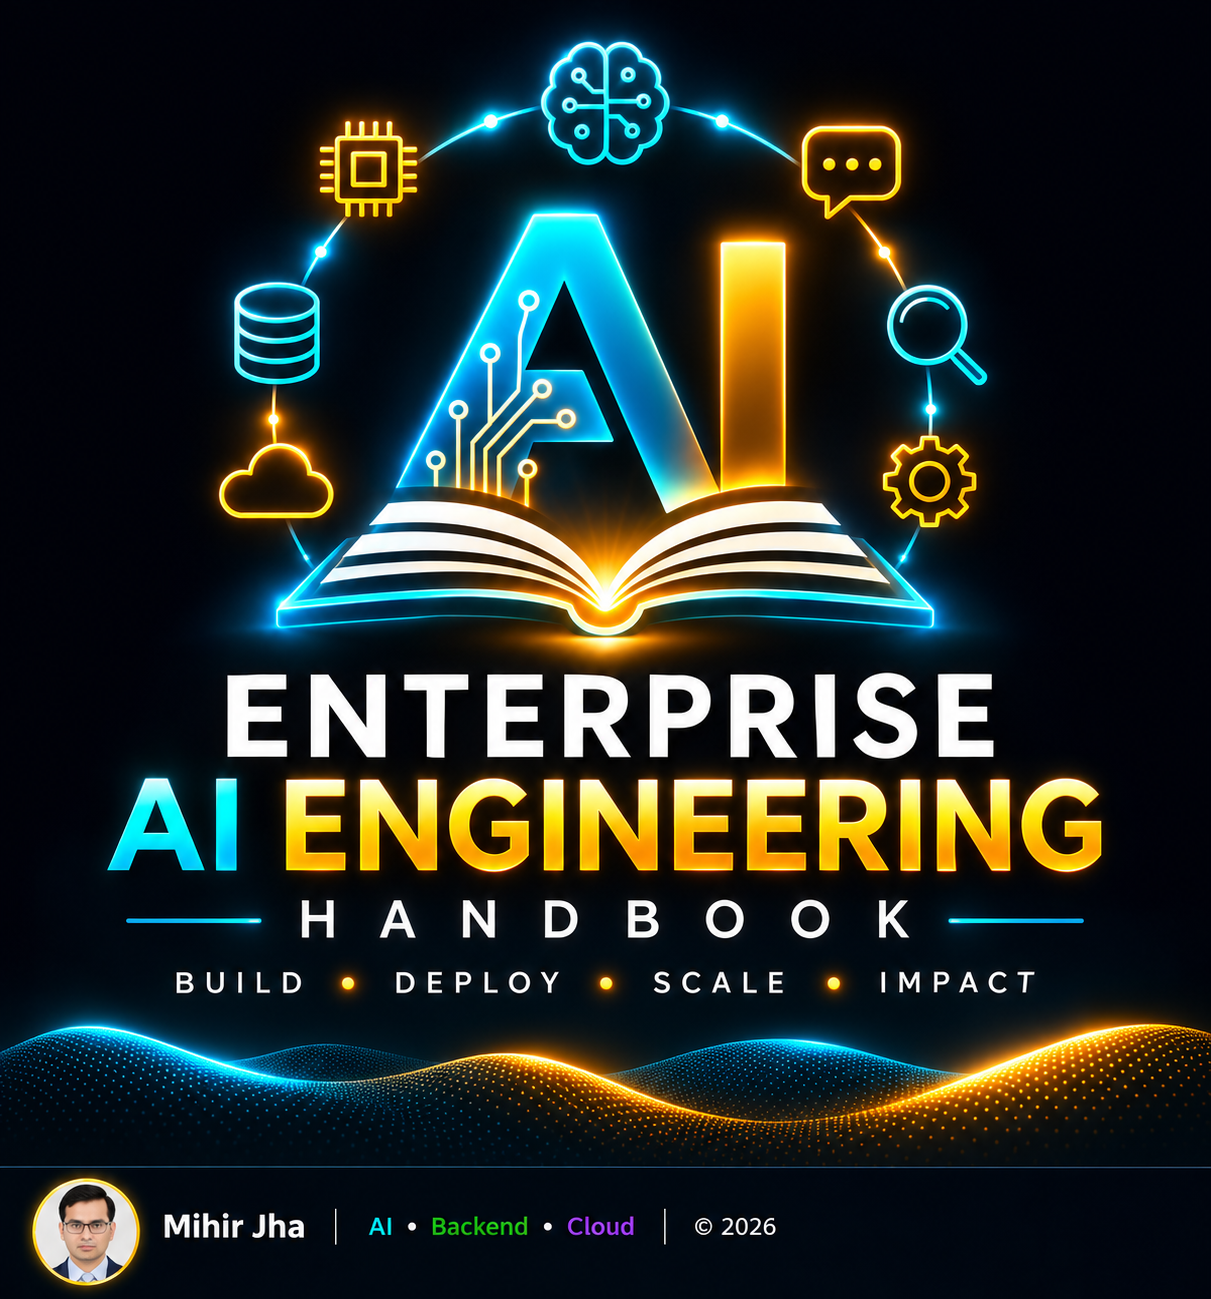 AI
ENTERPRISE
AI ENGINEERING
HANDBOOK
BUILD • DEPLOY • SCALE • IMPACT
Mihir Jha | AI • Backend • Cloud | © 2026